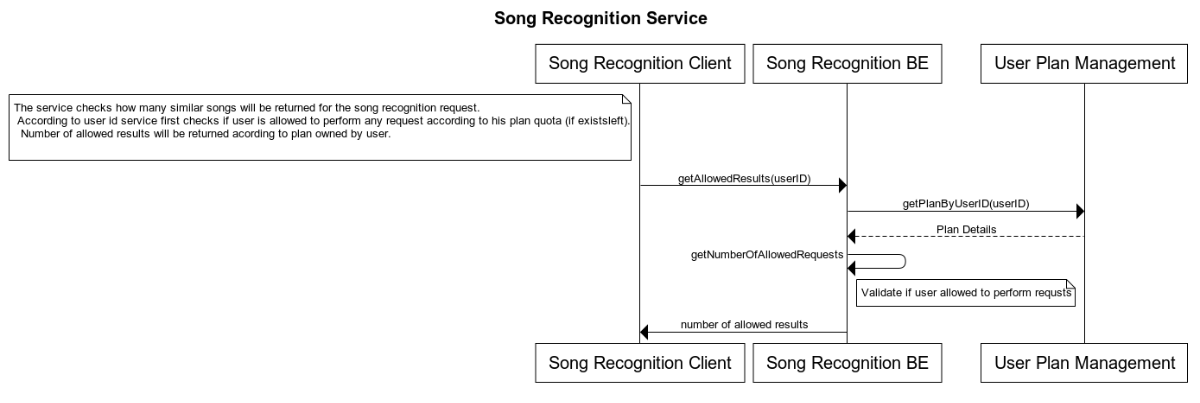 Song Recognition Service
Song Recognition Client
Song Recognition BE
User Plan Management
The service checks how many similar songs will be returned for the song recognition request.
According to user id service first checks if user is allowed to perform any request according to his plan quota (if existsleft).
Number of allowed results will be returned acording to plan owned by user.
getAllowedResults(userID)
getPlanByUserID(userID)
Plan Details
getNumberOfAllowedRequests
Validate if user allowed to perform requsts
number of allowed results
Song Recognition Client
Song Recognition BE
User Plan Management